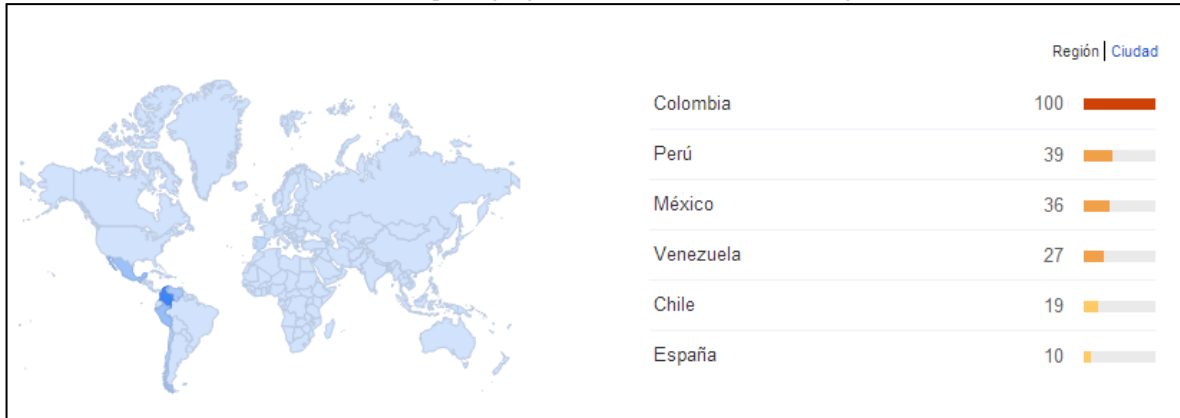 Región | Ciudad
Colombia 100
Perú 39
México 36
Venezuela 27
Chile 19
España 10